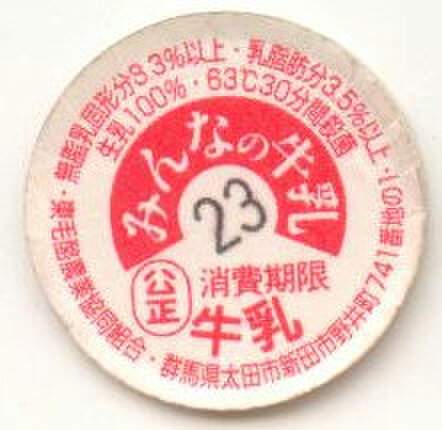 無脂乳固形分8.3%以上・乳脂肪分3.5%以上・
生乳100%・63℃30分間殺菌
みんなの牛乳
23
公正
消費期限
牛乳
東毛酪農業協同組合・群馬県太田市新田市野井町741番地の1・